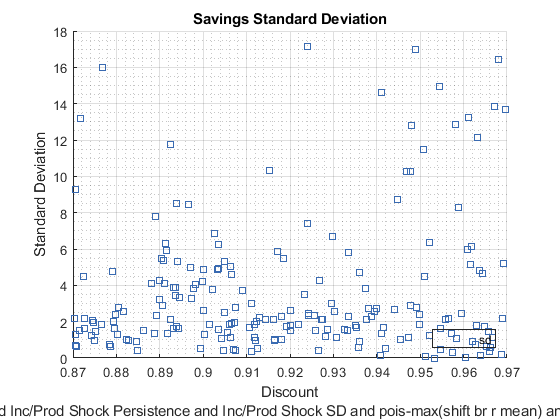 Savings Standard Deviation
18
16
14
12
10
8
6
4
2
0
Standard Deviation
sd
0.87 0.88 0.89 0.9 0.91 0.92 0.93 0.94 0.95 0.96 0.97
Discount
d Inc/Prod Shock Persistence and Inc/Prod Shock SD and pois-max(shift br r mean) a